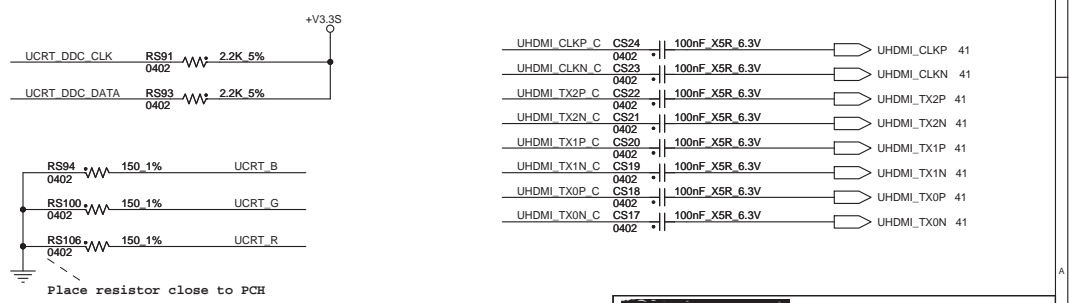 +V3.3S
UCRT_DDC_CLK RS91 2.2K_5%
0402
UCRT_DDC_DATA RS93 2.2K_5%
0402
RS94 150_1% UCRT_B
0402
RS100 150_1% UCRT_G
0402
RS106 150_1% UCRT_R
0402
Place resistor close to PCH
UHDMI_CLKP_C CS24 100nF_X5R_6.3V UHDMI_CLKP 41
0402
UHDMI_CLKN_C CS23 100nF_X5R_6.3V UHDMI_CLKN 41
0402
UHDMI_TX2P_C CS22 100nF_X5R_6.3V UHDMI_TX2P 41
0402
UHDMI_TX2N_C CS21 100nF_X5R_6.3V UHDMI_TX2N 41
0402
UHDMI_TX1P_C CS20 100nF_X5R_6.3V UHDMI_TX1P 41
0402
UHDMI_TX1N_C CS19 100nF_X5R_6.3V UHDMI_TX1N 41
0402
UHDMI_TX0P_C CS18 100nF_X5R_6.3V UHDMI_TX0P 41
0402
UHDMI_TX0N_C CS17 100nF_X5R_6.3V UHDMI_TX0N 41
0402
A